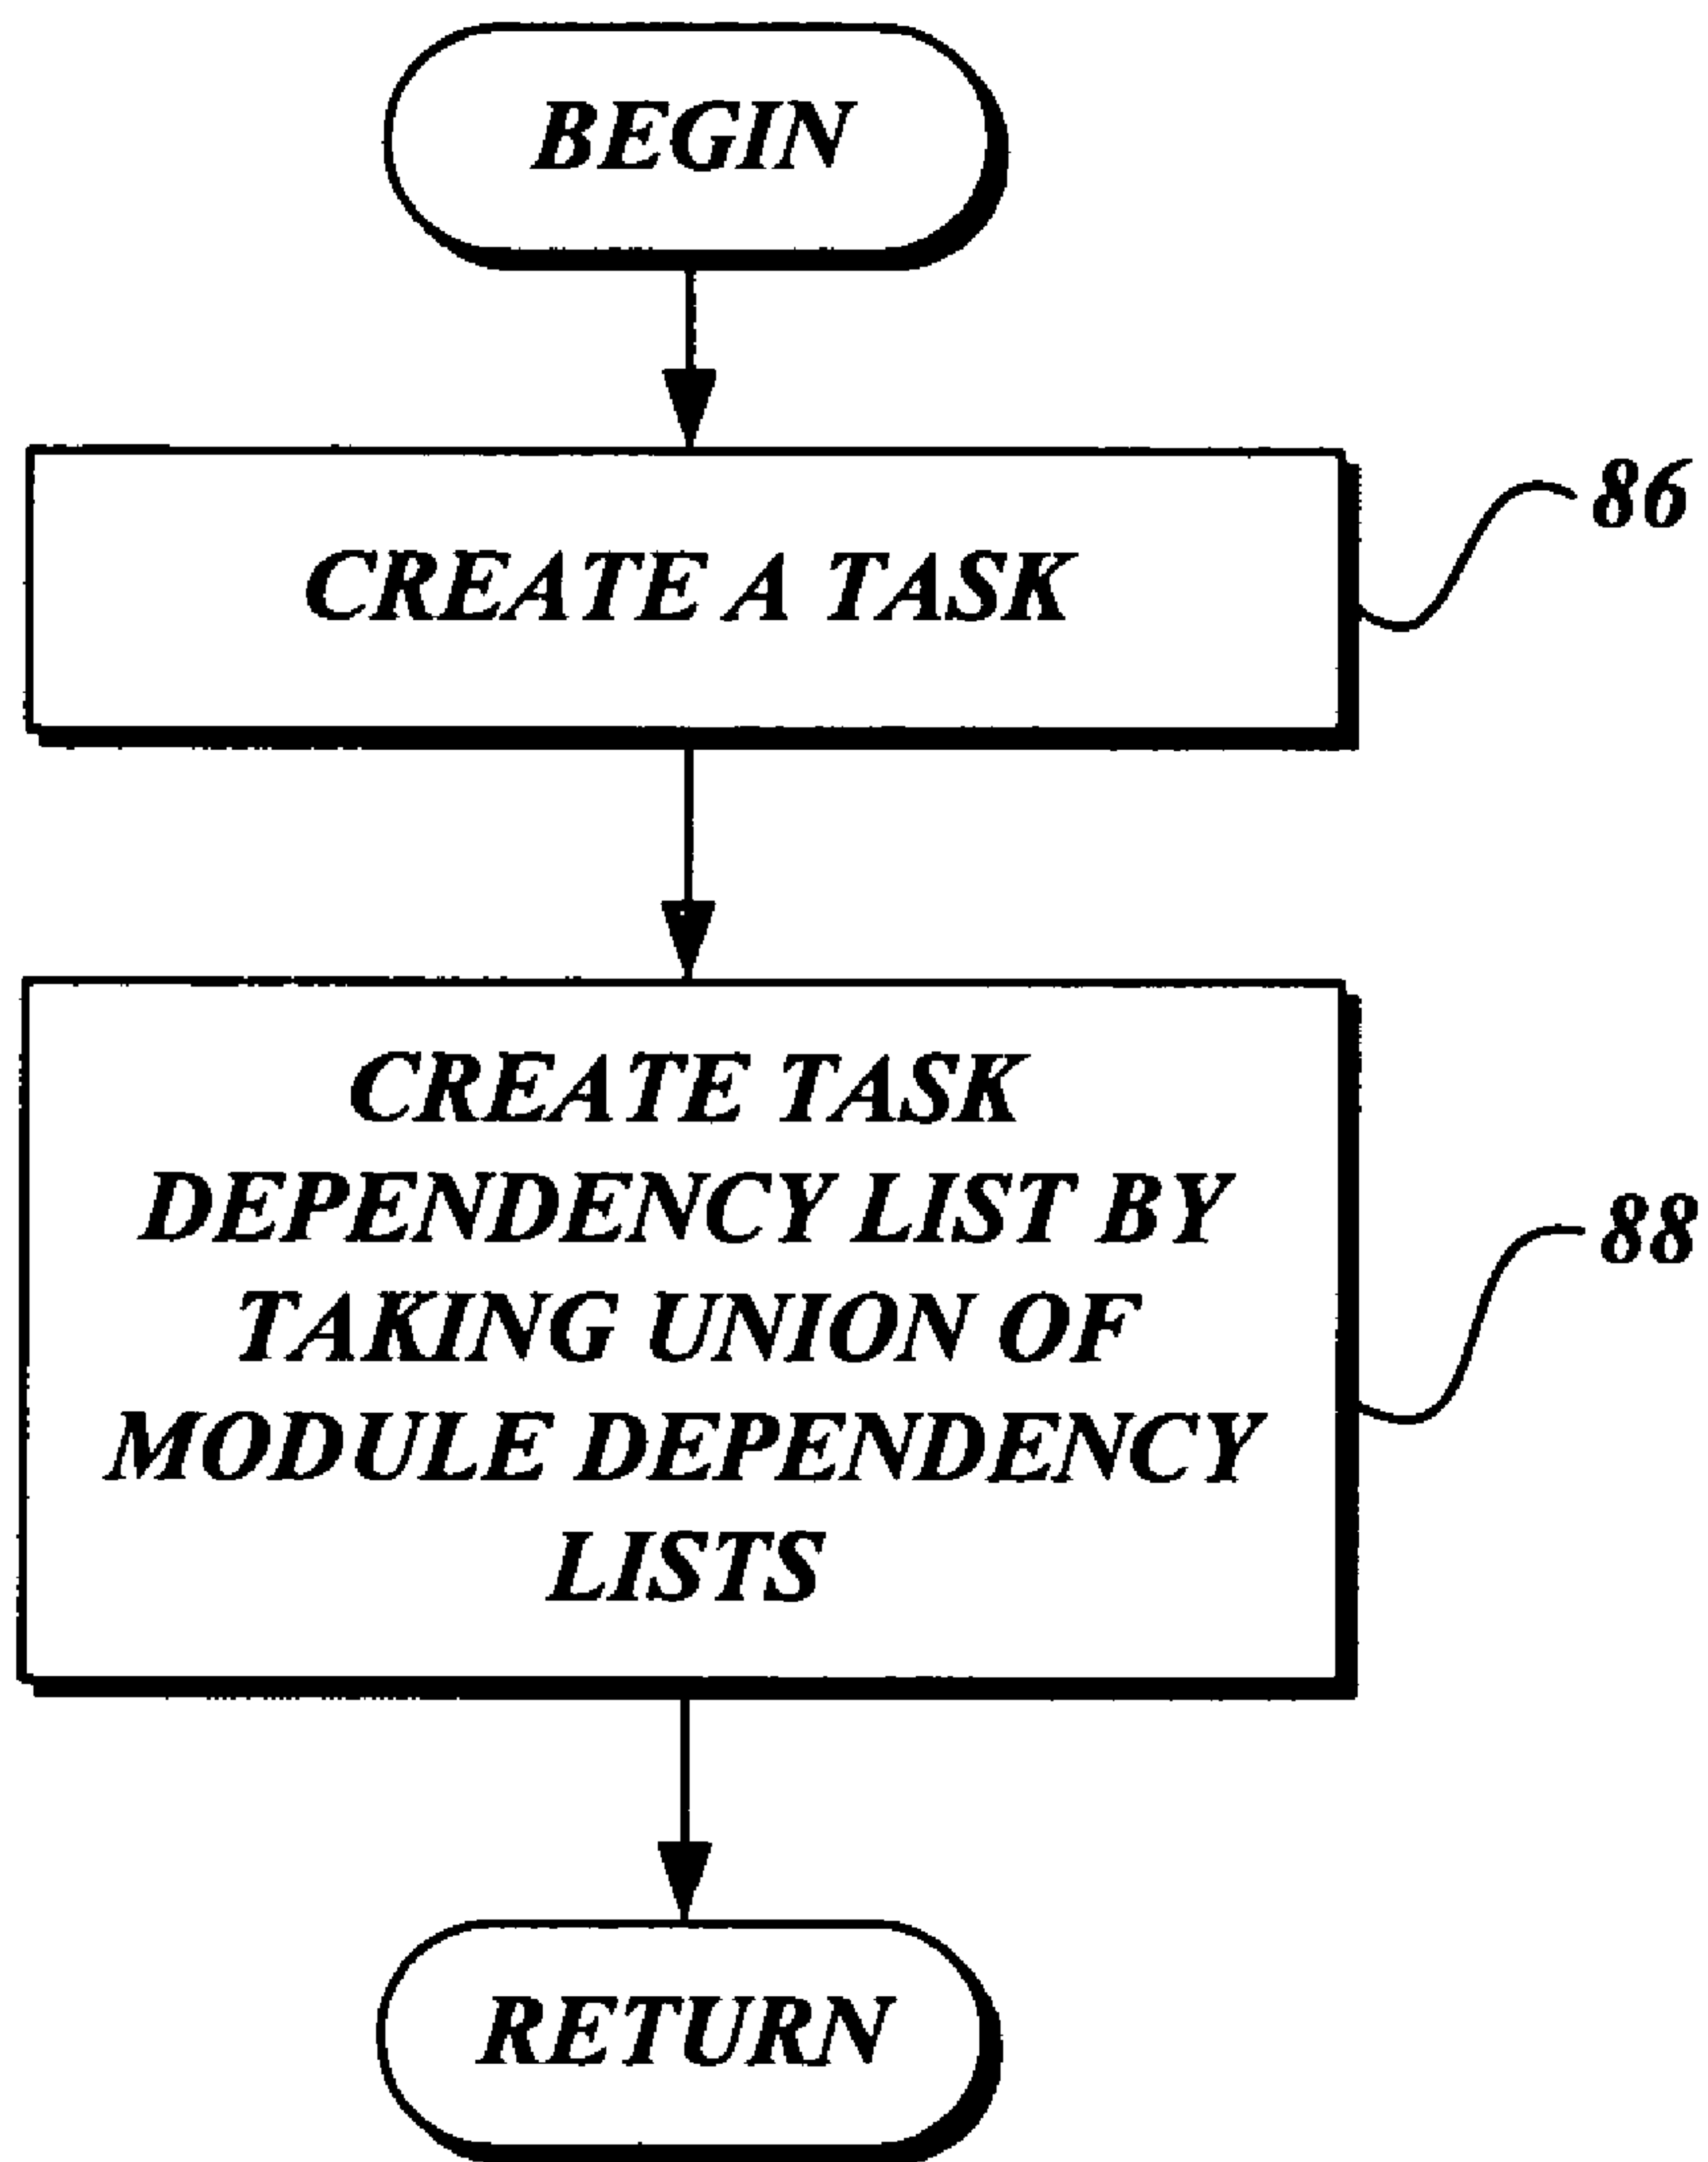 BEGIN
CREATE A TASK
86
CREATE TASK
DEPENDENCY LIST BY
TAKING UNION OF
MODULE DEPENDENCY
LISTS
88
RETURN